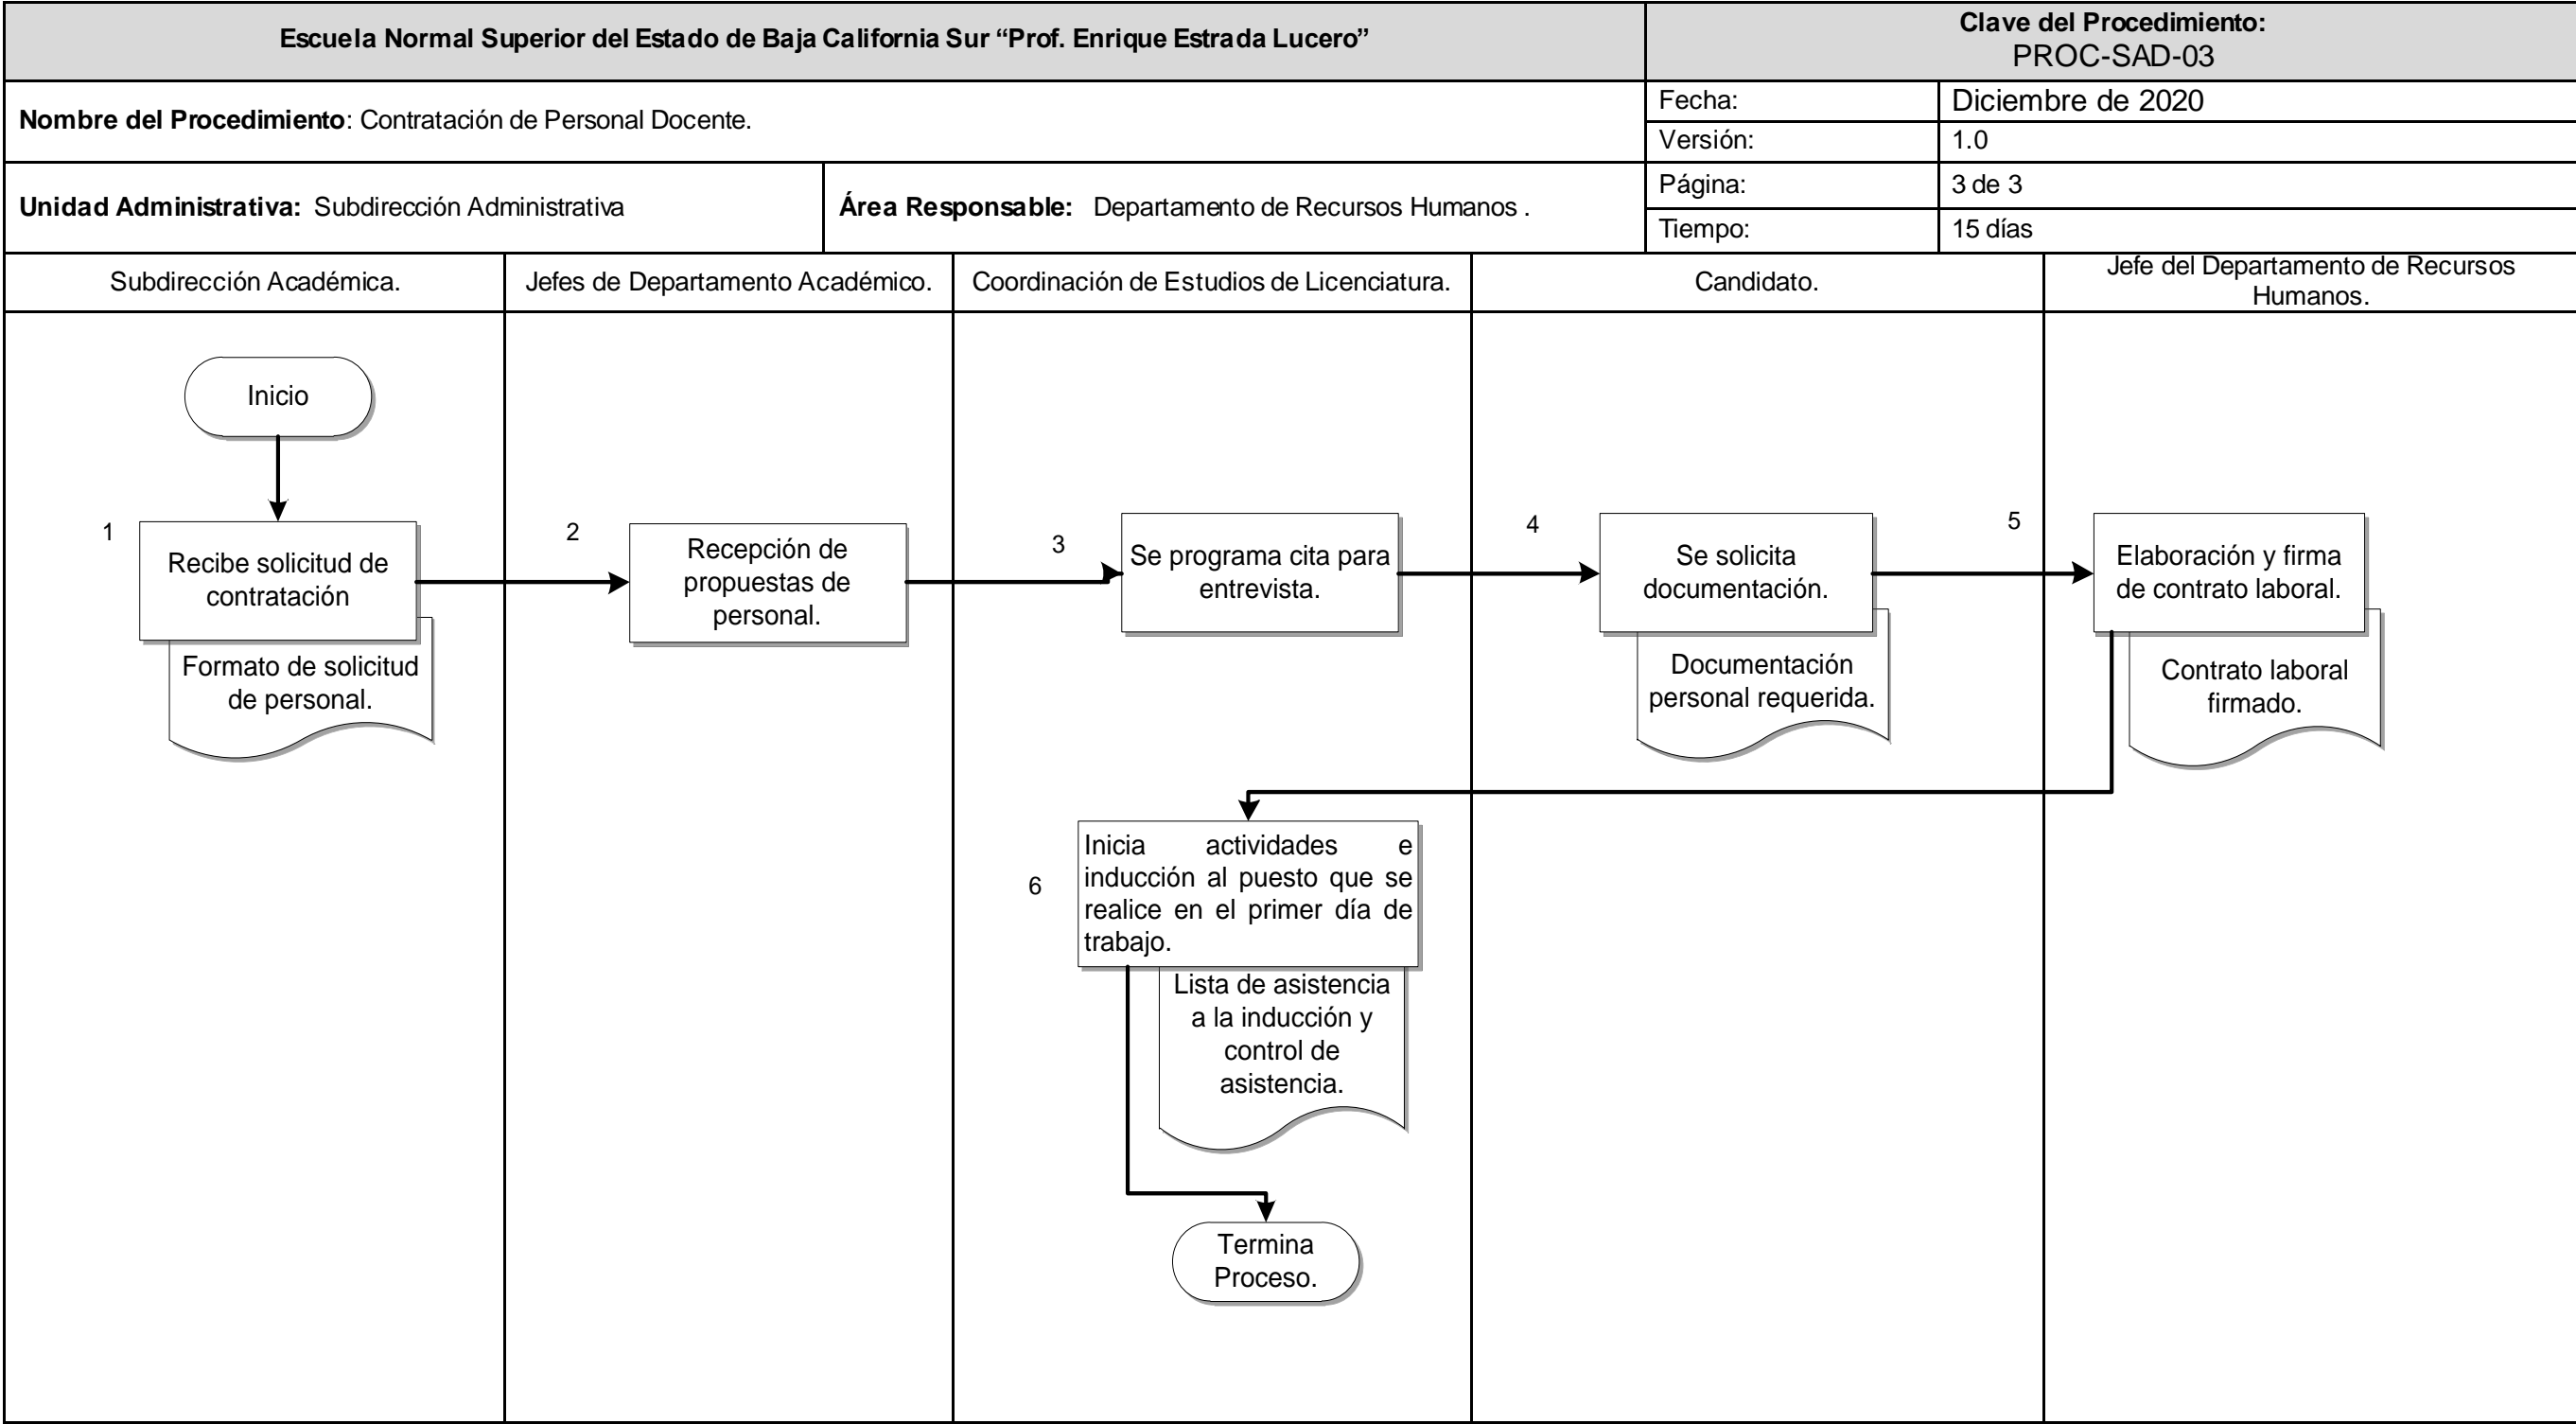 Escuela Normal Superior del Estado de Baja California Sur “Prof. Enrique Estrada Lucero”
Clave del Procedimiento:
PROC-SAD-03
Nombre del Procedimiento: Contratación de Personal Docente.
Fecha:
Diciembre de 2020
Versión:
1.0
Unidad Administrativa: Subdirección Administrativa
Área Responsable: Departamento de Recursos Humanos .
Página:
3 de 3
Tiempo:
15 días
Subdirección Académica.
Jefes de Departamento Académico.
Coordinación de Estudios de Licenciatura.
Candidato.
Jefe del Departamento de Recursos
Humanos.
Inicio
1
Recibe solicitud de
contratación
Formato de solicitud
de personal.
2
Recepción de
propuestas de
personal.
3
Se programa cita para
entrevista.
4
Se solicita
documentación.
Documentación
personal requerida.
5
Elaboración y firma
de contrato laboral.
Contrato laboral
firmado.
6
Inicia actividades e
inducción al puesto que se
realice en el primer día de
trabajo.
Lista de asistencia
a la inducción y
control de
asistencia.
Termina
Proceso.